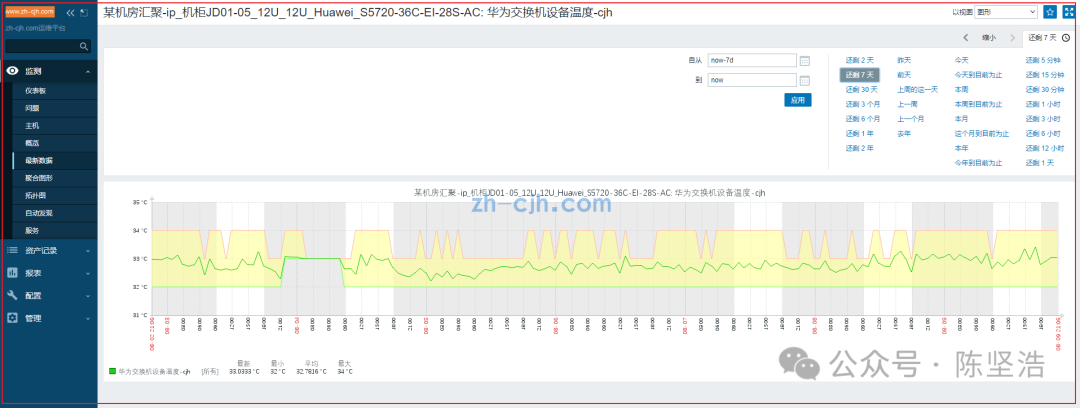 www.zh-cjh.com
zh-cjh.com运维平台
监测
仪表板
问题
主机
概览
最新数据
聚合图形
拓扑图
自动发现
服务
资产记录
报表
配置
管理
某机房汇聚-ip_机柜JD01-05_12U_12U_Huawei_S5720-36C-EI-28S-AC: 华为交换机设备温度-cjh
以视图 图形
缩小
还剩 7 天
自从 now-7d
到 now
应用
还剩 2 天 昨天 今天 还剩 5 分钟
还剩 7 天 前天 今天到目前为止 还剩 15 分钟
还剩 30 天 上周的这一天 本周 还剩 30 分钟
还剩 3 个月 上一周 本周到目前为止 还剩 1 小时
还剩 6 个月 上一个月 本月 还剩 3 小时
还剩 1 年 去年 这个月到目前为止 还剩 6 小时
还剩 2 年 本年 还剩 12 小时
今年到目前为止 还剩 1 天
某机房汇聚-ip_机柜JD01-05_12U_12U_Huawei_S5720-36C-EI-28S-AC: 华为交换机设备温度-cjh
zh-cjh.com
35 °C
34 °C
33 °C
32 °C
31 °C
最新 最小 平均 最大
华为交换机设备温度-cjh [所有] 33.0333 °C 32 °C 32.7816 °C 34 °C
公众号 · 陈坚浩